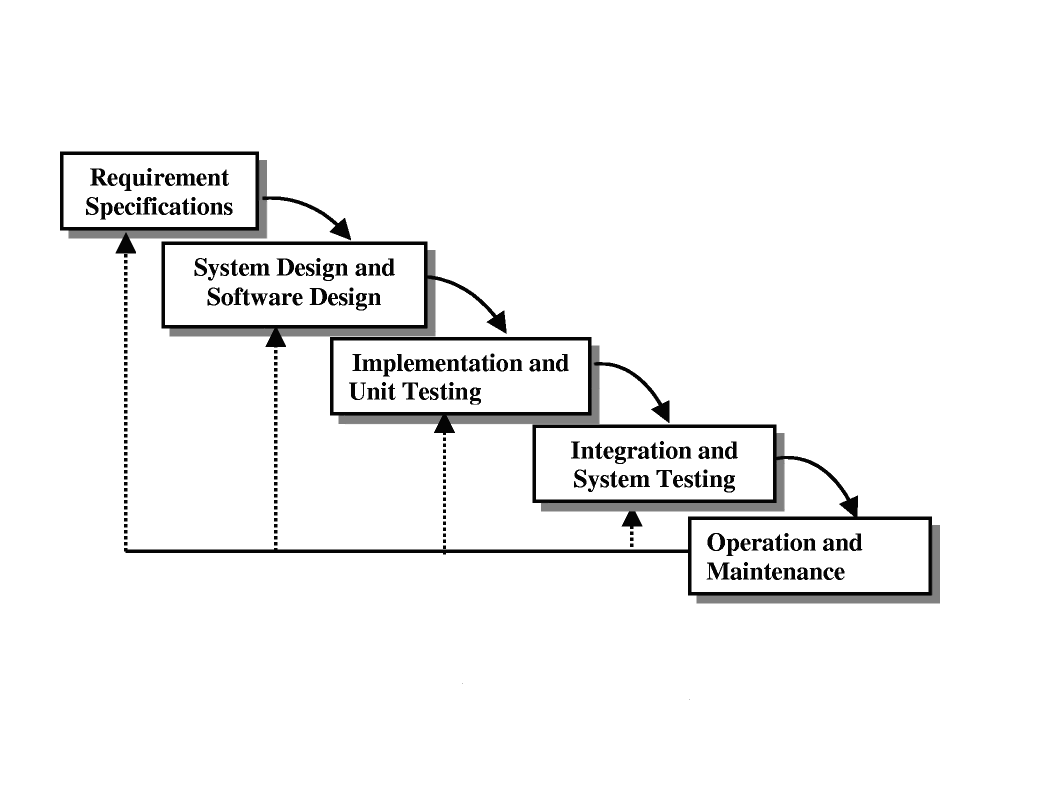 Requirement
Specifications
System Design and
Software Design
Implementation and
Unit Testing
Integration and
System Testing
Operation and
Maintenance